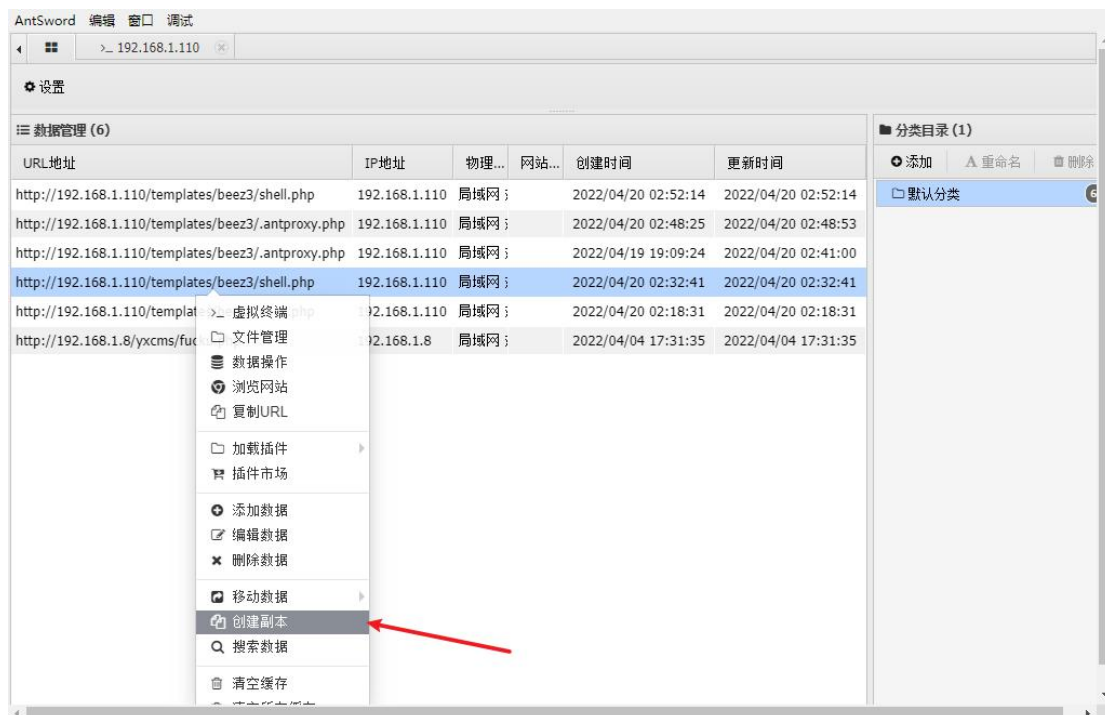 AntSword 编辑 窗口 调试
>_ 192.168.1.110
设置
数据管理 (6)
分类目录 (1)
URL地址 IP地址 物理... 网站... 创建时间 更新时间
添加 重命名 删除
http://192.168.1.110/templates/beez3/shell.php 192.168.1.110 局域网 2022/04/20 02:52:14 2022/04/20 02:52:14
默认分类 6
http://192.168.1.110/templates/beez3/.antproxy.php 192.168.1.110 局域网 2022/04/20 02:48:25 2022/04/20 02:48:53
http://192.168.1.110/templates/beez3/.antproxy.php 192.168.1.110 局域网 2022/04/19 19:09:24 2022/04/20 02:41:00
http://192.168.1.110/templates/beez3/shell.php 192.168.1.110 局域网 2022/04/20 02:32:41 2022/04/20 02:32:41
http://192.168.1.110/templat 192.168.1.110 局域网 2022/04/20 02:18:31 2022/04/20 02:18:31
http://192.168.1.8/yxcms/fuc 192.168.1.8 局域网 2022/04/04 17:31:35 2022/04/04 17:31:35
>_ 虚拟终端
文件管理
数据操作
浏览网站
复制URL
加载插件
插件市场
添加数据
编辑数据
删除数据
移动数据
创建副本
搜索数据
清空缓存